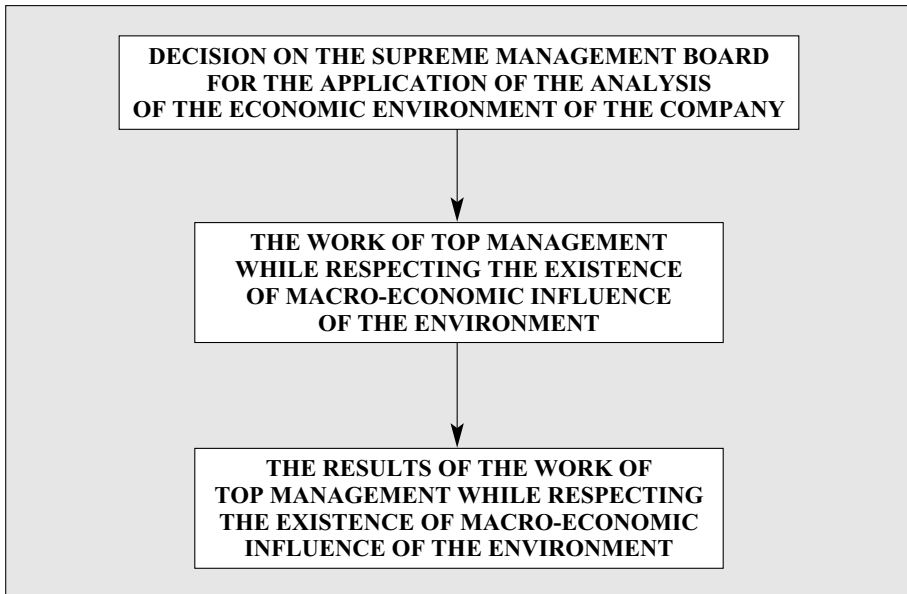 DECISION ON THE SUPREME MANAGEMENT BOARD
FOR THE APPLICATION OF THE ANALYSIS
OF THE ECONOMIC ENVIRONMENT OF THE COMPANY
THE WORK OF TOP MANAGEMENT
WHILE RESPECTING THE EXISTENCE
OF MACRO-ECONOMIC INFLUENCE
OF THE ENVIRONMENT
THE RESULTS OF THE WORK OF
TOP MANAGEMENT WHILE RESPECTING
THE EXISTENCE OF MACRO-ECONOMIC
INFLUENCE OF THE ENVIRONMENT